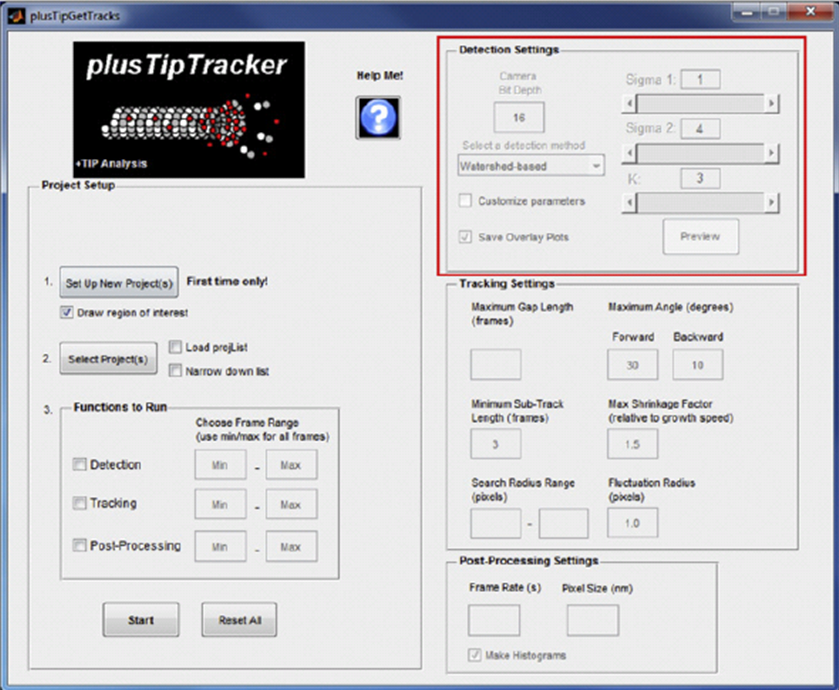 plusTipGetTracks
plusTipTracker
+TIP Analysis
Help Me!
?
Project Setup
1. Set Up New Project(s) First time only!
Draw region of interest
2. Select Project(s)
Load projList
Narrow down list
3. Functions to Run
Choose Frame Range
(use min/max for all frames)
Detection Min - Max
Tracking Min - Max
Post-Processing Min - Max
Start Reset All
Detection Settings
Camera
Bit Depth
16
Select a detection method
Watershed-based
Customize parameters
Save Overlay Plots
Sigma 1: 1
Sigma 2: 4
K: 3
Preview
Tracking Settings
Maximum Gap Length
(frames)
Maximum Angle (degrees)
Forward Backward
30 10
Minimum Sub-Track
Length (frames)
3
Max Shrinkage Factor
(relative to growth speed)
1.5
Search Radius Range
(pixels)
-
Fluctuation Radius
(pixels)
1.0
Post-Processing Settings
Frame Rate (s) Pixel Size (nm)
Make Histograms